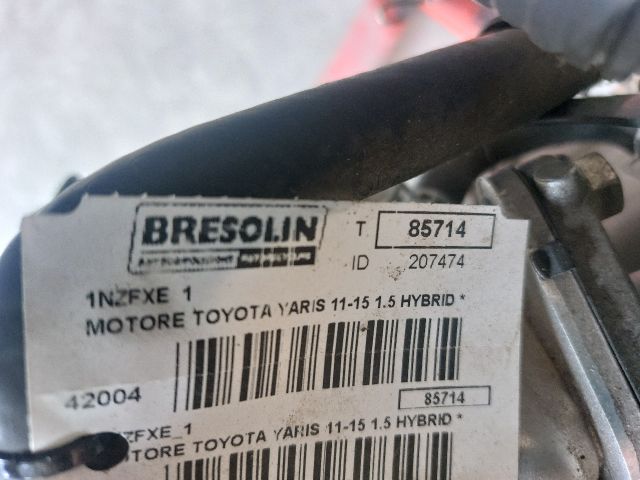 BRESOLIN
T. 85714
ID 207474
1NZFXE 1
MOTORE TOYOTA YARIS 11-15 1.5 HYBRID *
42004
85714
ZFXE_1
OTORE TOYOTA YARIS 11-15 1.5 HYBRID *